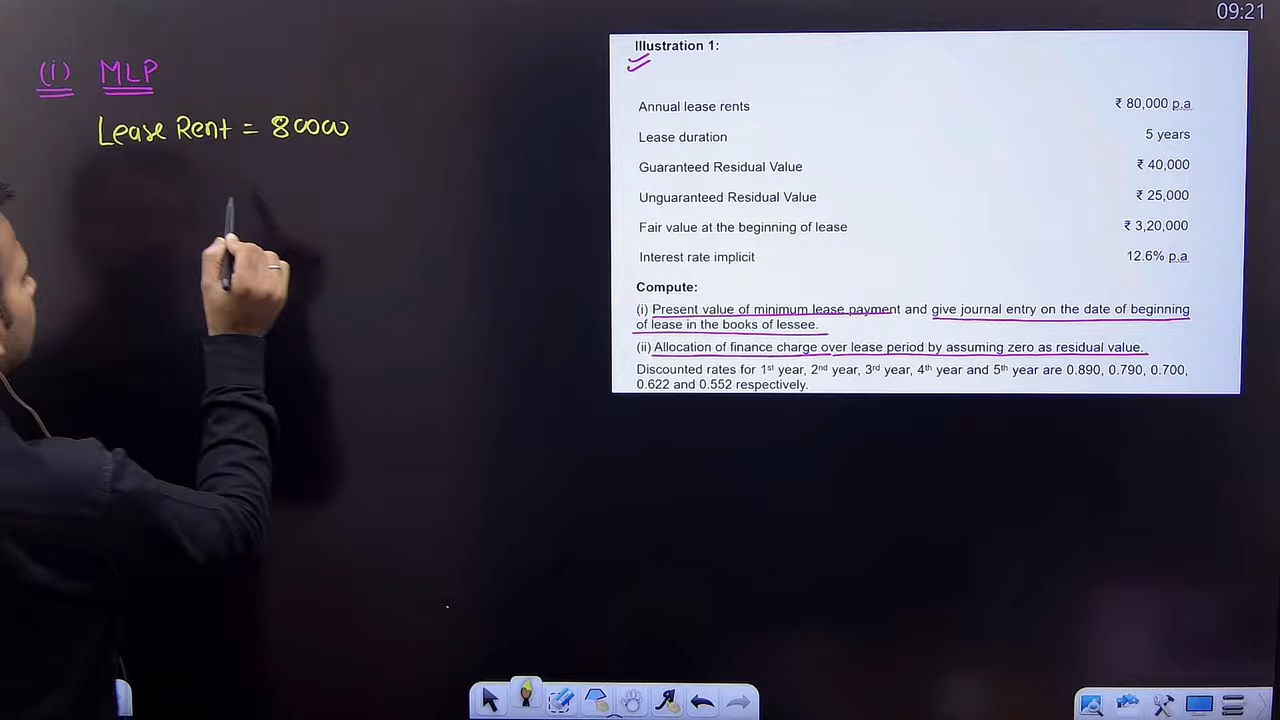 09:21
(i) MLP
Lease Rent = 80000
Illustration 1:
Annual lease rents ₹ 80,000 p.a
Lease duration 5 years
Guaranteed Residual Value ₹ 40,000
Unguaranteed Residual Value ₹ 25,000
Fair value at the beginning of lease ₹ 3,20,000
Interest rate implicit 12.6% p.a
Compute:
(i) Present value of minimum lease payment and give journal entry on the date of beginning
of lease in the books of lessee.
(ii) Allocation of finance charge over lease period by assuming zero as residual value.
Discounted rates for 1st year, 2nd year, 3rd year, 4th year and 5th year are 0.890, 0.790, 0.700,
0.622 and 0.552 respectively.